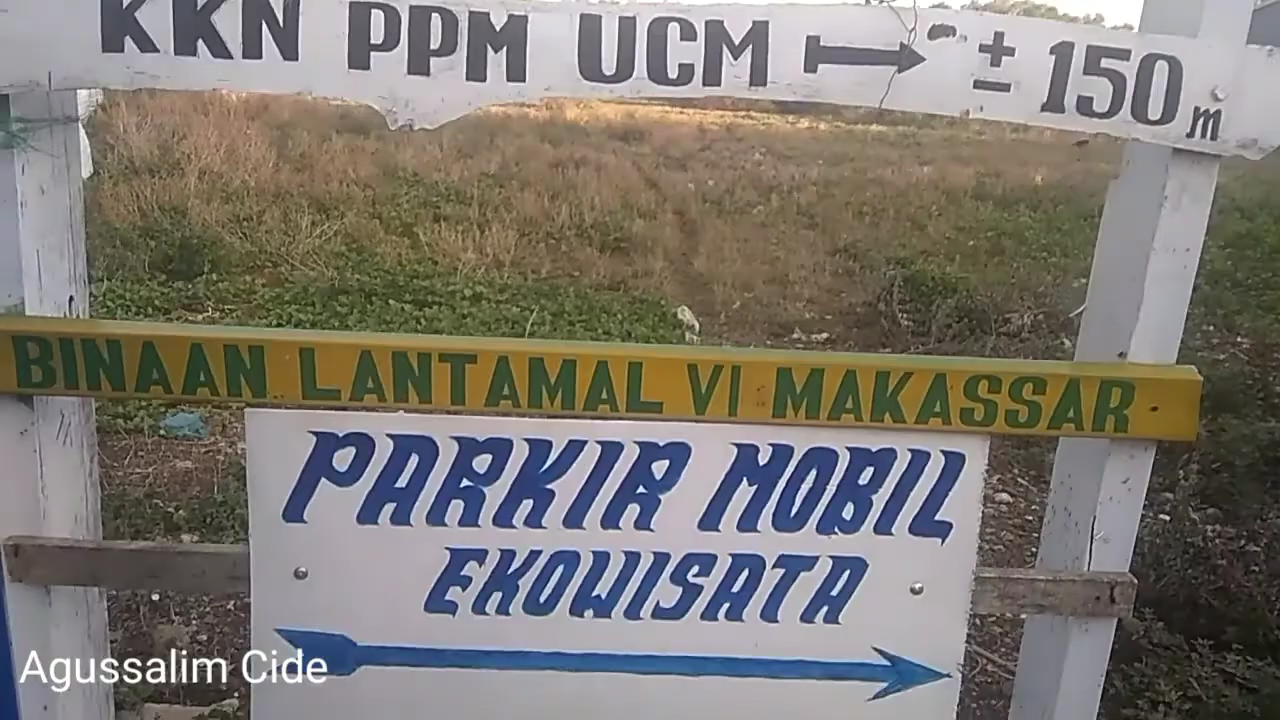 KKN PPM UCM ± 150 m
BINAAN LANTAMAL VI MAKASSAR
PARKIR MOBIL
EKOWISATA
Agussalim Cide